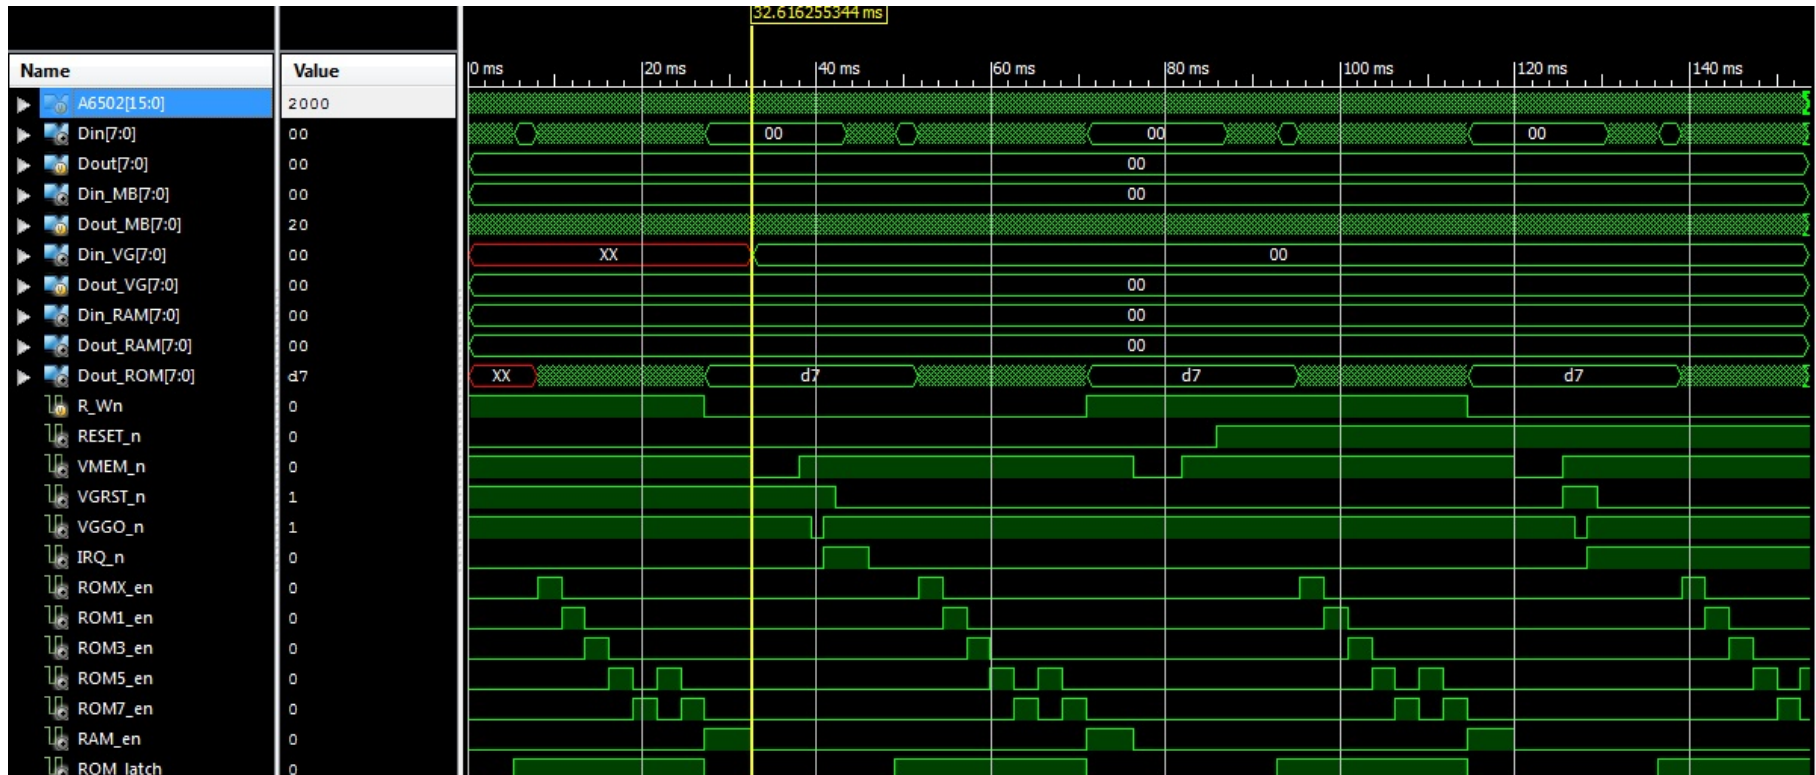 32.616255344 ms
Name Value 0 ms 20 ms 40 ms 60 ms 80 ms 100 ms 120 ms 140 ms
A6502[15:0] 2000
Din[7:0] 00 00 00 00
Dout[7:0] 00 00
Din_MB[7:0] 00 00
Dout_MB[7:0] 20
Din_VG[7:0] 00 XX 00
Dout_VG[7:0] 00 00
Din_RAM[7:0] 00 00
Dout_RAM[7:0] 00 00
Dout_ROM[7:0] d7 XX d7 d7 d7
R_Wn 0
RESET_n 0
VMEM_n 0
VGRST_n 1
VGGO_n 1
IRQ_n 0
ROMX_en 0
ROM1_en 0
ROM3_en 0
ROM5_en 0
ROM7_en 0
RAM_en 0
ROM_latch 0